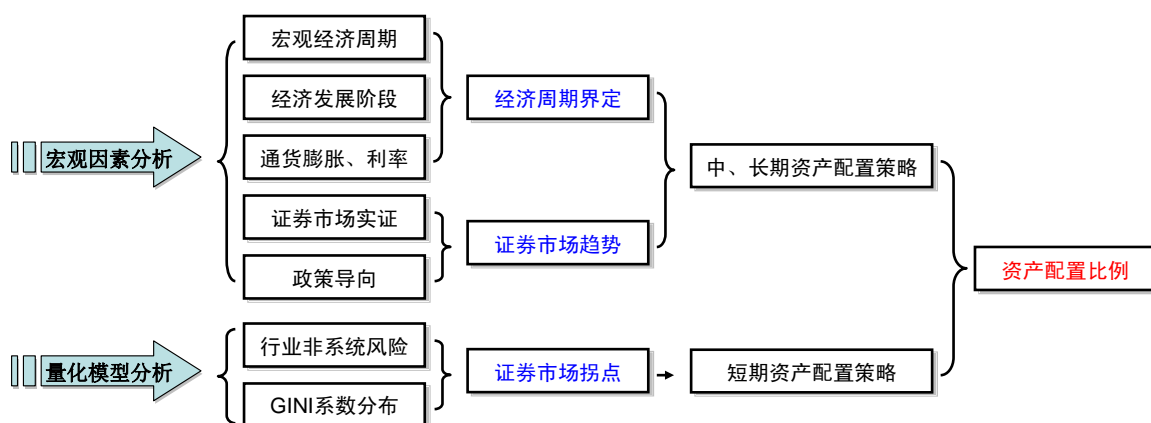 宏观因素分析
宏观经济周期
经济发展阶段
通货膨胀、利率
证券市场实证
政策导向
经济周期界定
证券市场趋势
中、长期资产配置策略
量化模型分析
行业非系统风险
GINI系数分布
证券市场拐点
短期资产配置策略
资产配置比例